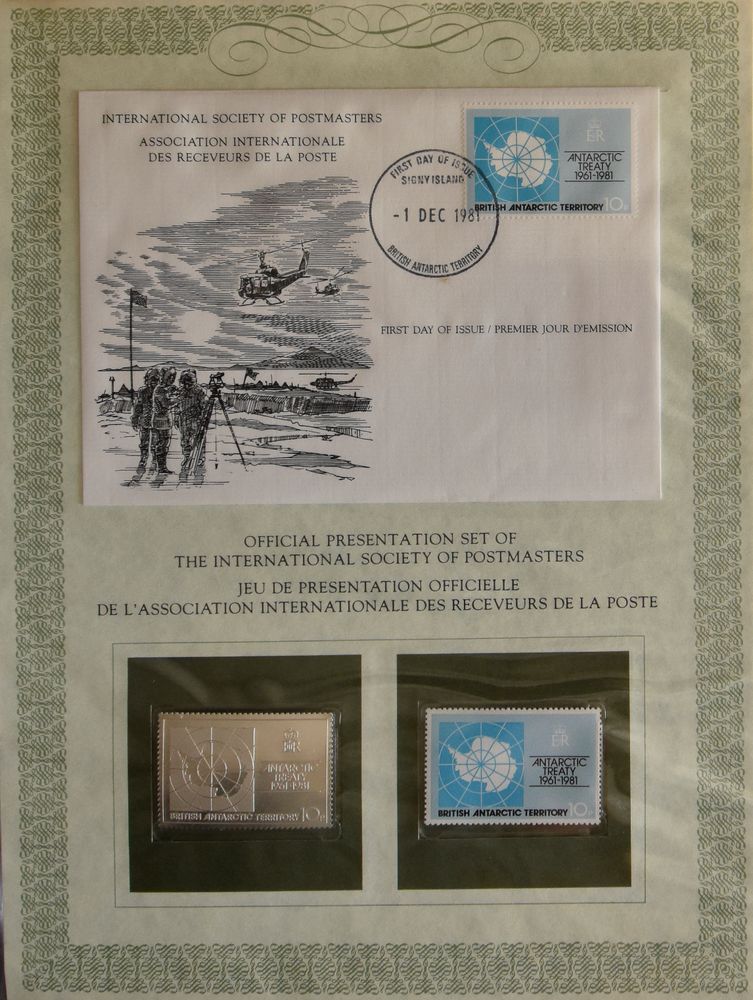 INTERNATIONAL SOCIETY OF POSTMASTERS
ASSOCIATION INTERNATIONALE
DES RECEVEURS DE LA POSTE
FIRST DAY OF ISSUE
SIGNY ISLAND
-1 DEC 1981
BRITISH ANTARCTIC TERRITORY
ER
ANTARCTIC
TREATY
1961-1981
BRITISH ANTARCTIC TERRITORY 10P
FIRST DAY OF ISSUE / PREMIER JOUR D'EMISSION
OFFICIAL PRESENTATION SET OF
THE INTERNATIONAL SOCIETY OF POSTMASTERS
JEU DE PRESENTATION OFFICIELLE
DE L'ASSOCIATION INTERNATIONALE DES RECEVEURS DE LA POSTE
ER
ANTARCTIC
TREATY
1961-1981
BRITISH ANTARCTIC TERRITORY 10P
ER
ANTARCTIC
TREATY
1961-1981
BRITISH ANTARCTIC TERRITORY 10P